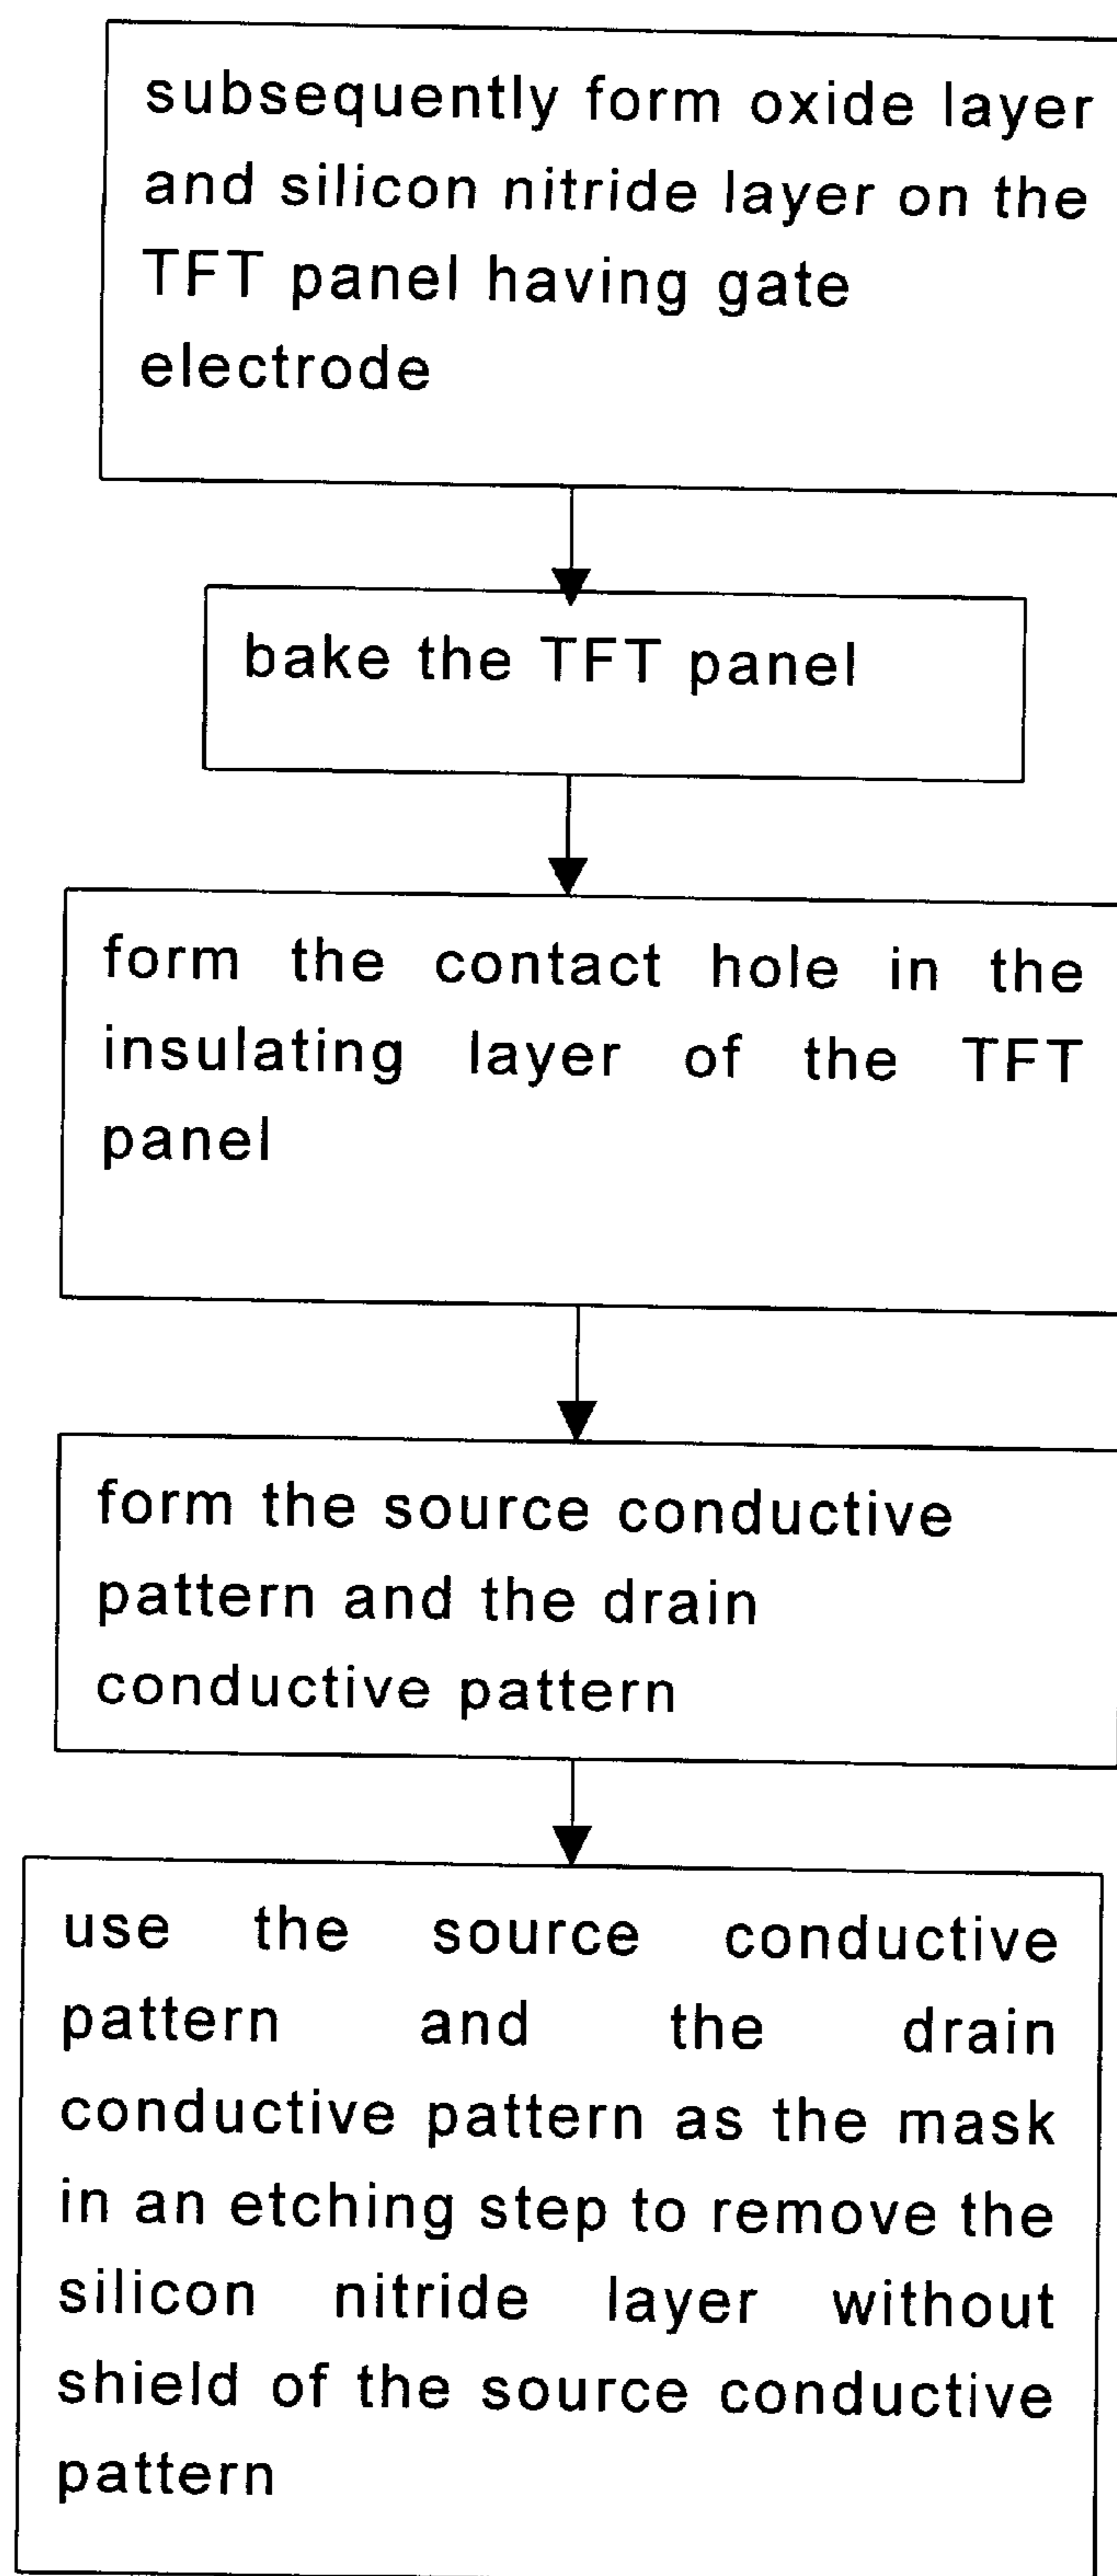 subsequently form oxide layer
and silicon nitride layer on the
TFT panel having gate
electrode
bake the TFT panel
form the contact hole in the
insulating layer of the TFT
panel
form the source conductive
pattern and the drain
conductive pattern
use the source conductive
pattern and the drain
conductive pattern as the mask
in an etching step to remove the
silicon nitride layer without
shield of the source conductive
pattern